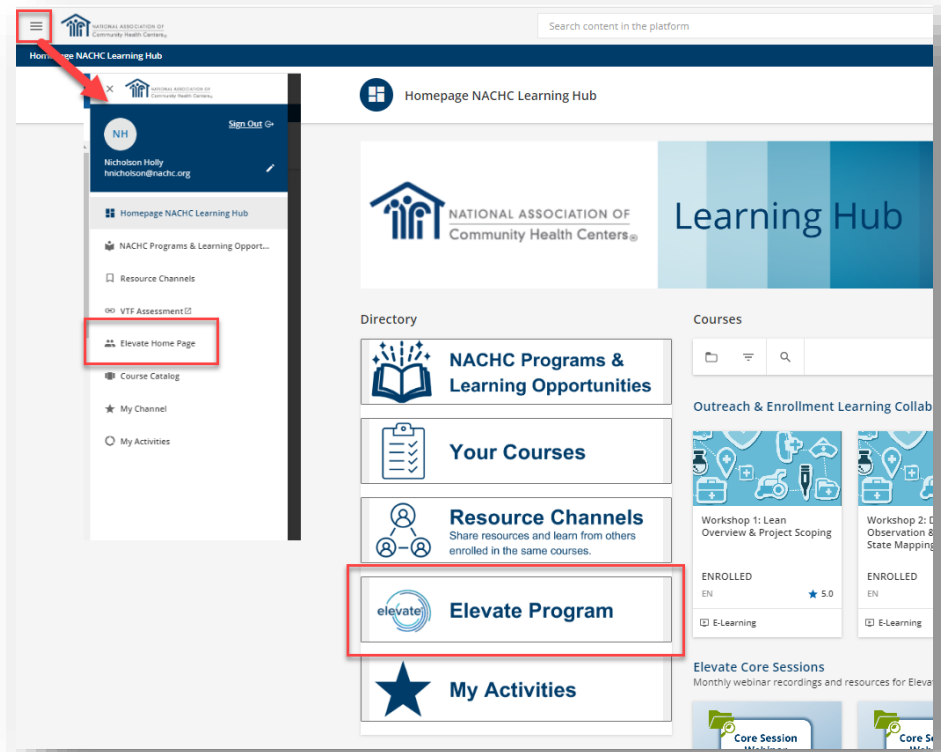 NATIONAL ASSOCIATION OF
Community Health Centers®
Search content in the platform
Homepage NACHC Learning Hub
NATIONAL ASSOCIATION OF
Community Health Centers®
Sign Out
NH
Nicholson Holly
hnicholson@nachc.org
Homepage NACHC Learning Hub
NACHC Programs & Learning Opport...
Resource Channels
VTF Assessment
Elevate Home Page
Course Catalog
My Channel
My Activities
Homepage NACHC Learning Hub
NATIONAL ASSOCIATION OF
Community Health Centers®
Learning Hub
Directory
NACHC Programs &
Learning Opportunities
Your Courses
Resource Channels
Share resources and learn from others
enrolled in the same courses.
elevate
Elevate Program
My Activities
Courses
Outreach & Enrollment Learning Collab
Workshop 1: Lean
Overview & Project Scoping
ENROLLED
EN
5.0
E-Learning
Workshop 2:
Observation &
State Mapping
ENROLLED
EN
E-Learning
Elevate Core Sessions
Monthly webinar recordings and resources for Eleva
Core Session
Core